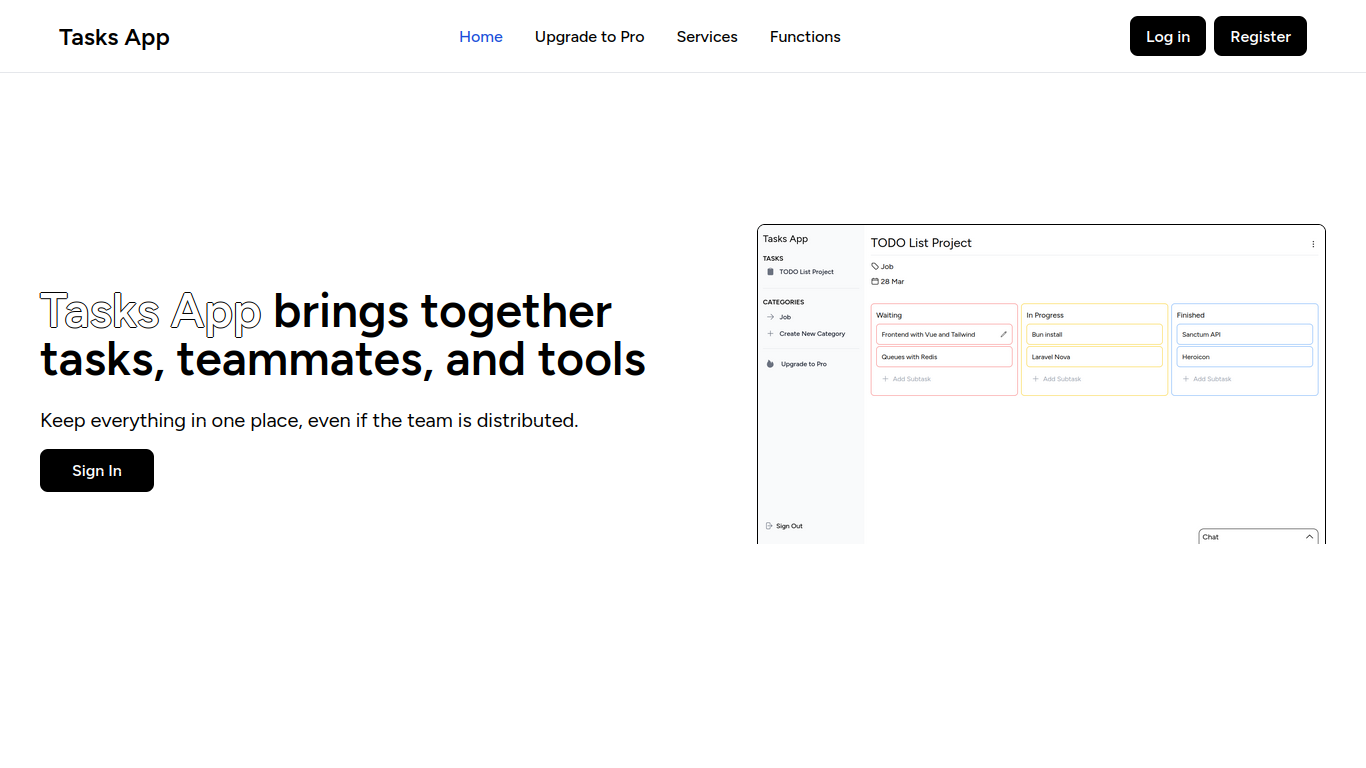 Tasks App
Home
Upgrade to Pro
Services
Functions
Log in
Register
Tasks App brings together
tasks, teammates, and tools
Keep everything in one place, even if the team is distributed.
Sign In
Tasks App
TASKS
TODO List Project
CATEGORIES
Job
Create New Category
Upgrade to Pro
Sign Out
TODO List Project
Job
28 Mar
Waiting
Frontend with Vue and Tailwind
Queues with Redis
Add Subtask
In Progress
Bun install
Laravel Nova
Add Subtask
Finished
Sanctum API
Heroicon
Add Subtask
Chat